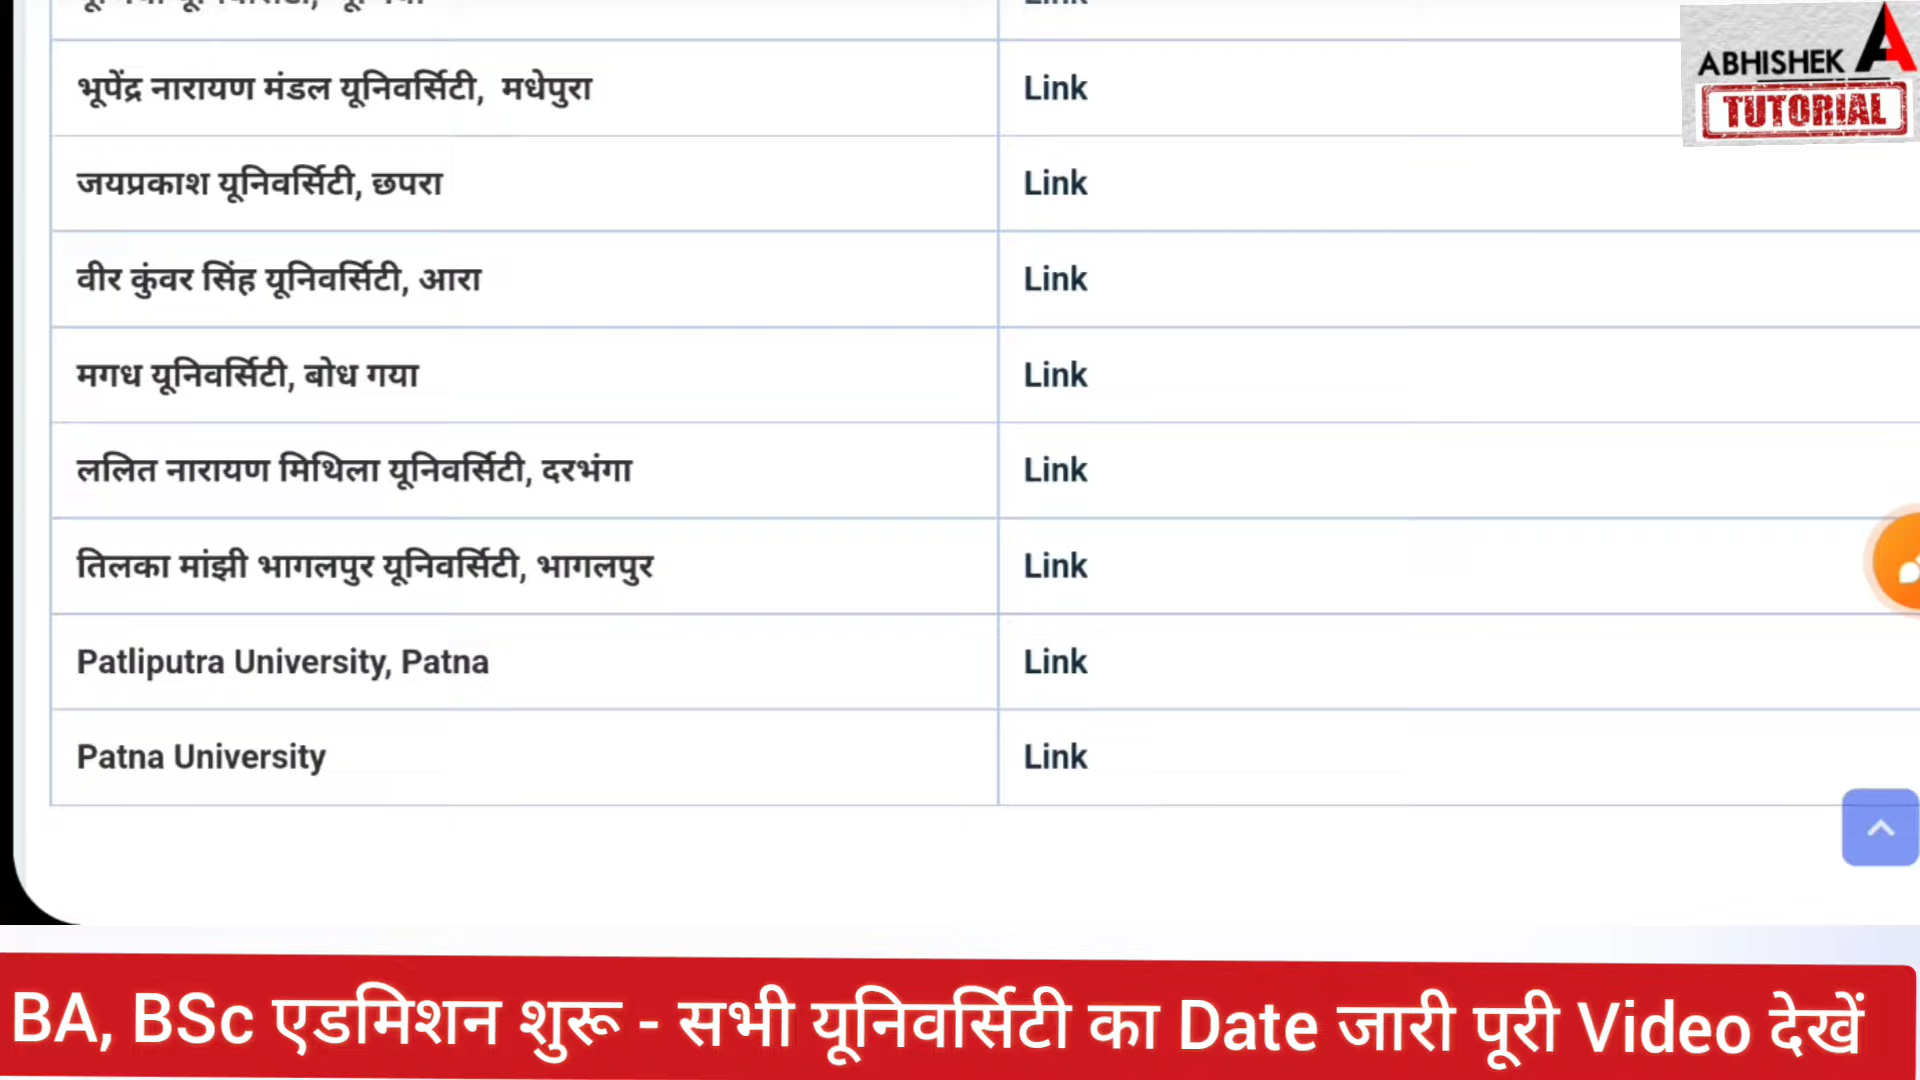 भूपेंद्र नारायण मंडल यूनिवर्सिटी, मधेपुरा Link
जयप्रकाश यूनिवर्सिटी, छपरा Link
वीर कुंवर सिंह यूनिवर्सिटी, आरा Link
मगध यूनिवर्सिटी, बोध गया Link
ललित नारायण मिथिला यूनिवर्सिटी, दरभंगा Link
तिलका मांझी भागलपुर यूनिवर्सिटी, भागलपुर Link
Patliputra University, Patna Link
Patna University Link
ABHISHEK A
TUTORIAL
BA, BSc एडमिशन शुरू - सभी यूनिवर्सिटी का Date जारी पूरी Video देखें